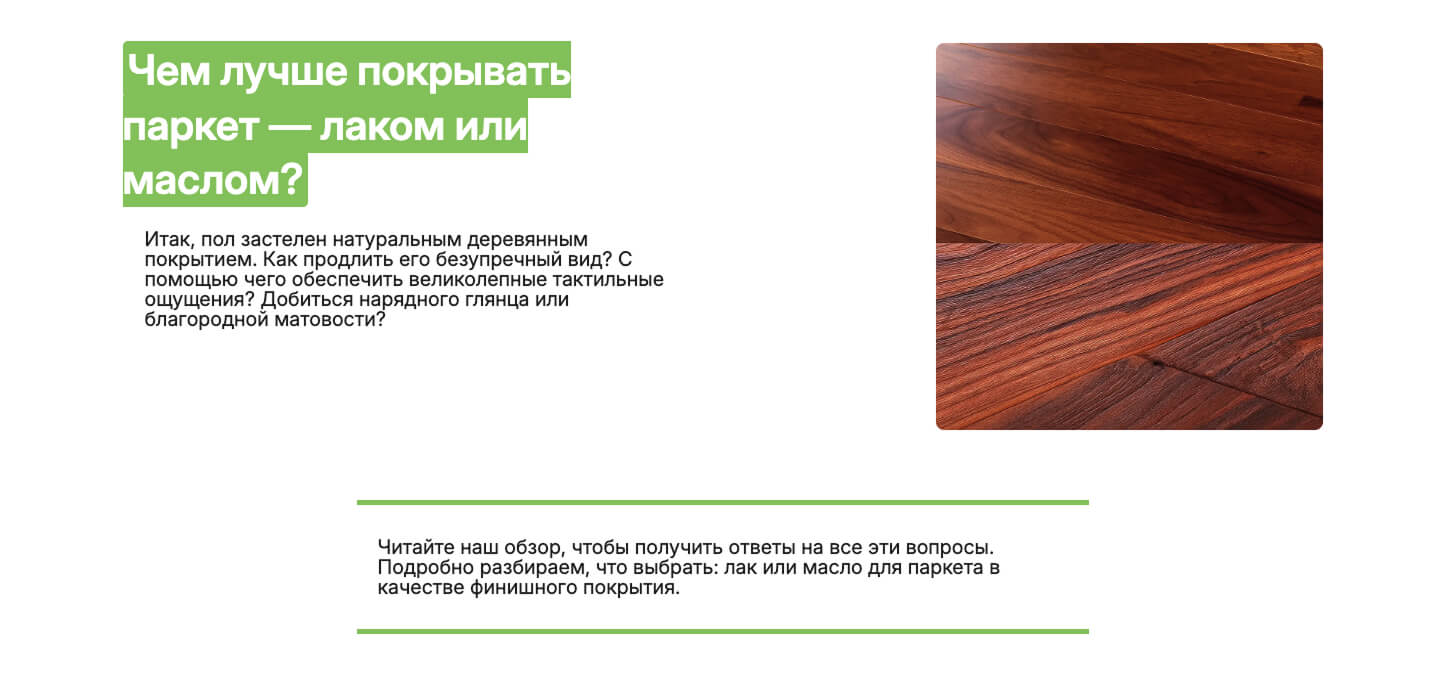 Чем лучше покрывать
паркет — лаком или
маслом?
Итак, пол застелен натуральным деревянным
покрытием. Как продлить его безупречный вид? С
помощью чего обеспечить великолепные тактильные
ощущения? Добиться нарядного глянца или
благородной матовости?
Читайте наш обзор, чтобы получить ответы на все эти вопросы.
Подробно разбираем, что выбрать: лак или масло для паркета в
качестве финишного покрытия.